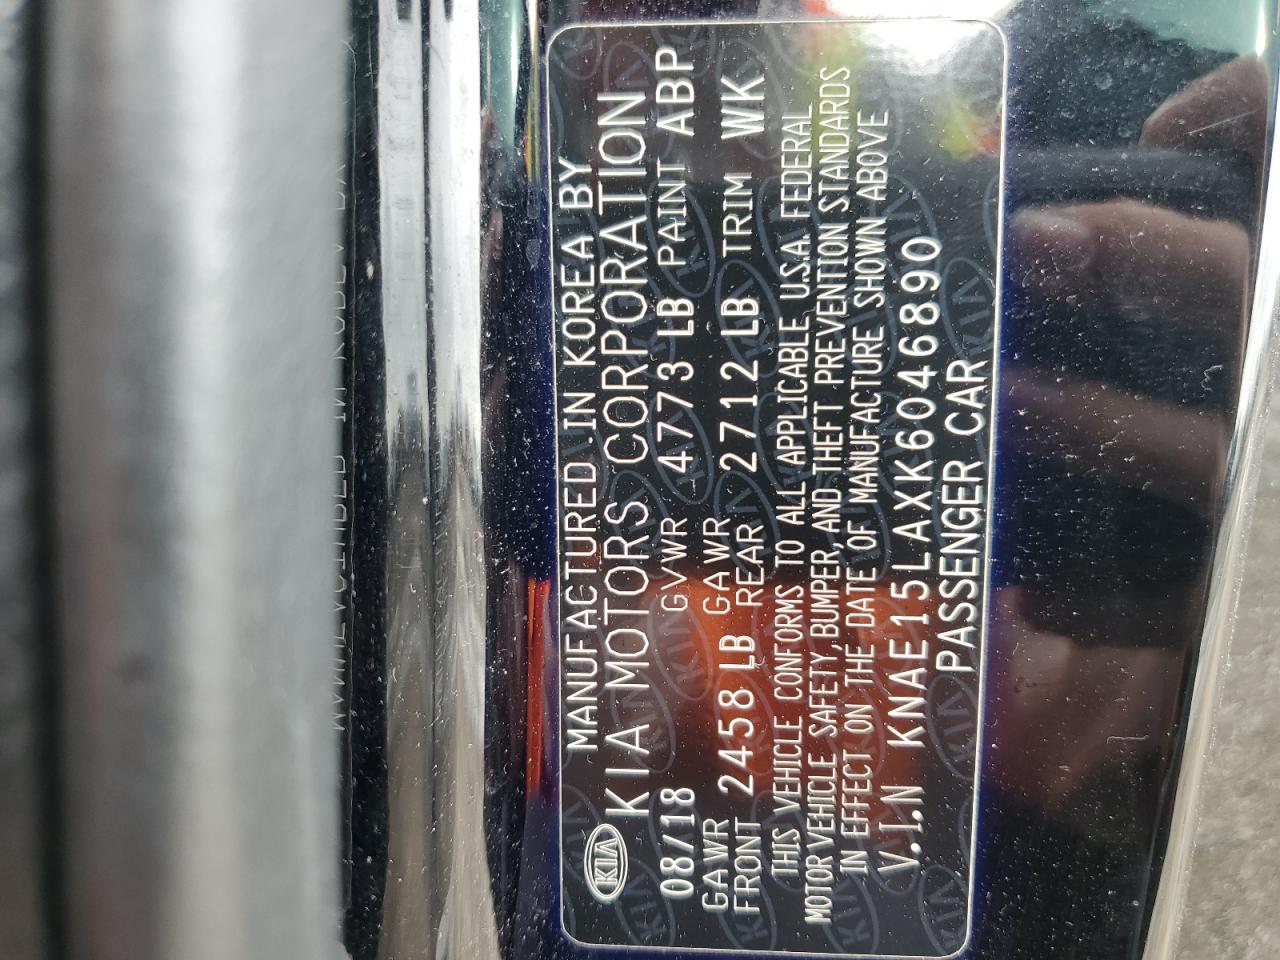 MANUFACTURED IN KOREA BY
KIA KIA MOTORS CORPORATION
08/18 GVWR 4773 LB PAINT ABP
GAWR FRONT 2458 LB GAWR REAR 2712 LB TRIM WK
THIS VEHICLE CONFORMS TO ALL APPLICABLE U.S.A. FEDERAL
MOTOR VEHICLE SAFETY, BUMPER, AND THEFT PREVENTION STANDARDS
IN EFFECT ON THE DATE OF MANUFACTURE SHOWN ABOVE
V.I.N KNAE15LAXK6046890
PASSENGER CAR